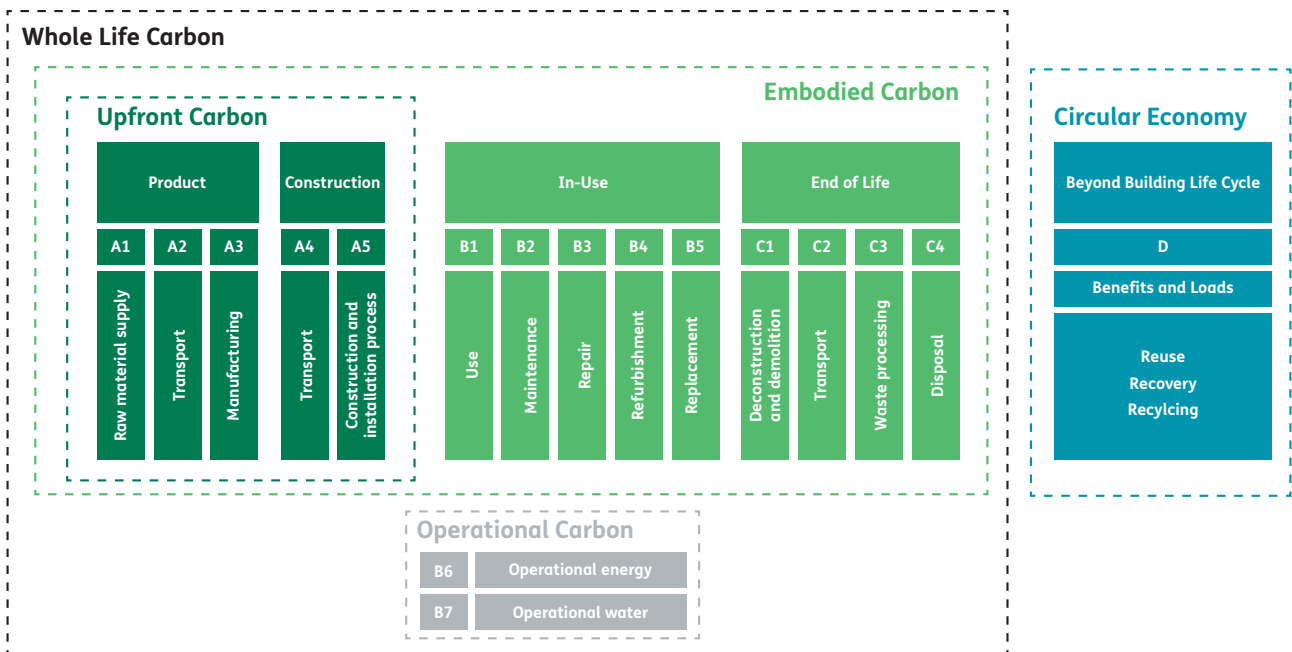 Whole Life Carbon
Embodied Carbon
Upfront Carbon
Circular Economy
Product
Construction
In-Use
End of Life
Beyond Building Life Cycle
A1
A2
A3
A4
A5
B1
B2
B3
B4
B5
C1
C2
C3
C4
D
Raw material supply
Transport
Manufacturing
Transport
Construction and
installation process
Use
Maintenance
Repair
Refurbishment
Replacement
Deconstruction
and demolition
Transport
Waste processing
Disposal
Benefits and Loads
Reuse
Recovery
Recylcing
Operational Carbon
B6
Operational energy
B7
Operational water